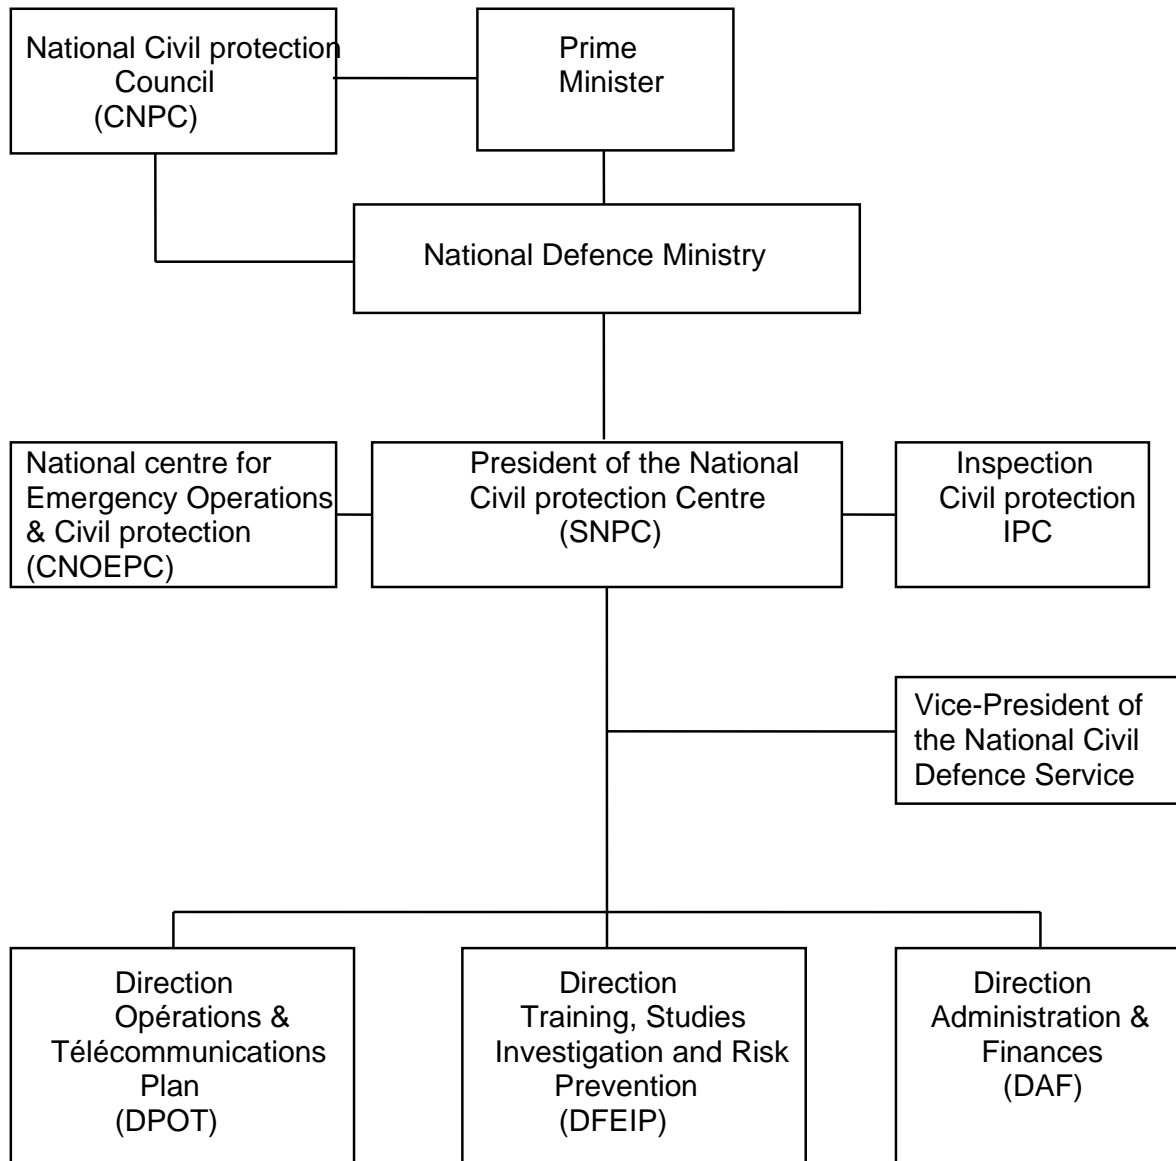 National Civil protection
Council
(CNPC)
Prime
Minister
National Defence Ministry
National centre for
Emergency Operations
& Civil protection
(CNOEPC)
President of the National
Civil protection Centre
(SNPC)
Inspection
Civil protection
IPC
Vice-President of
the National Civil
Defence Service
Direction
Opérations &
Télécommunications
Plan
(DPOT)
Direction
Training, Studies
Investigation and Risk
Prevention
(DFEIP)
Direction
Administration &
Finances
(DAF)